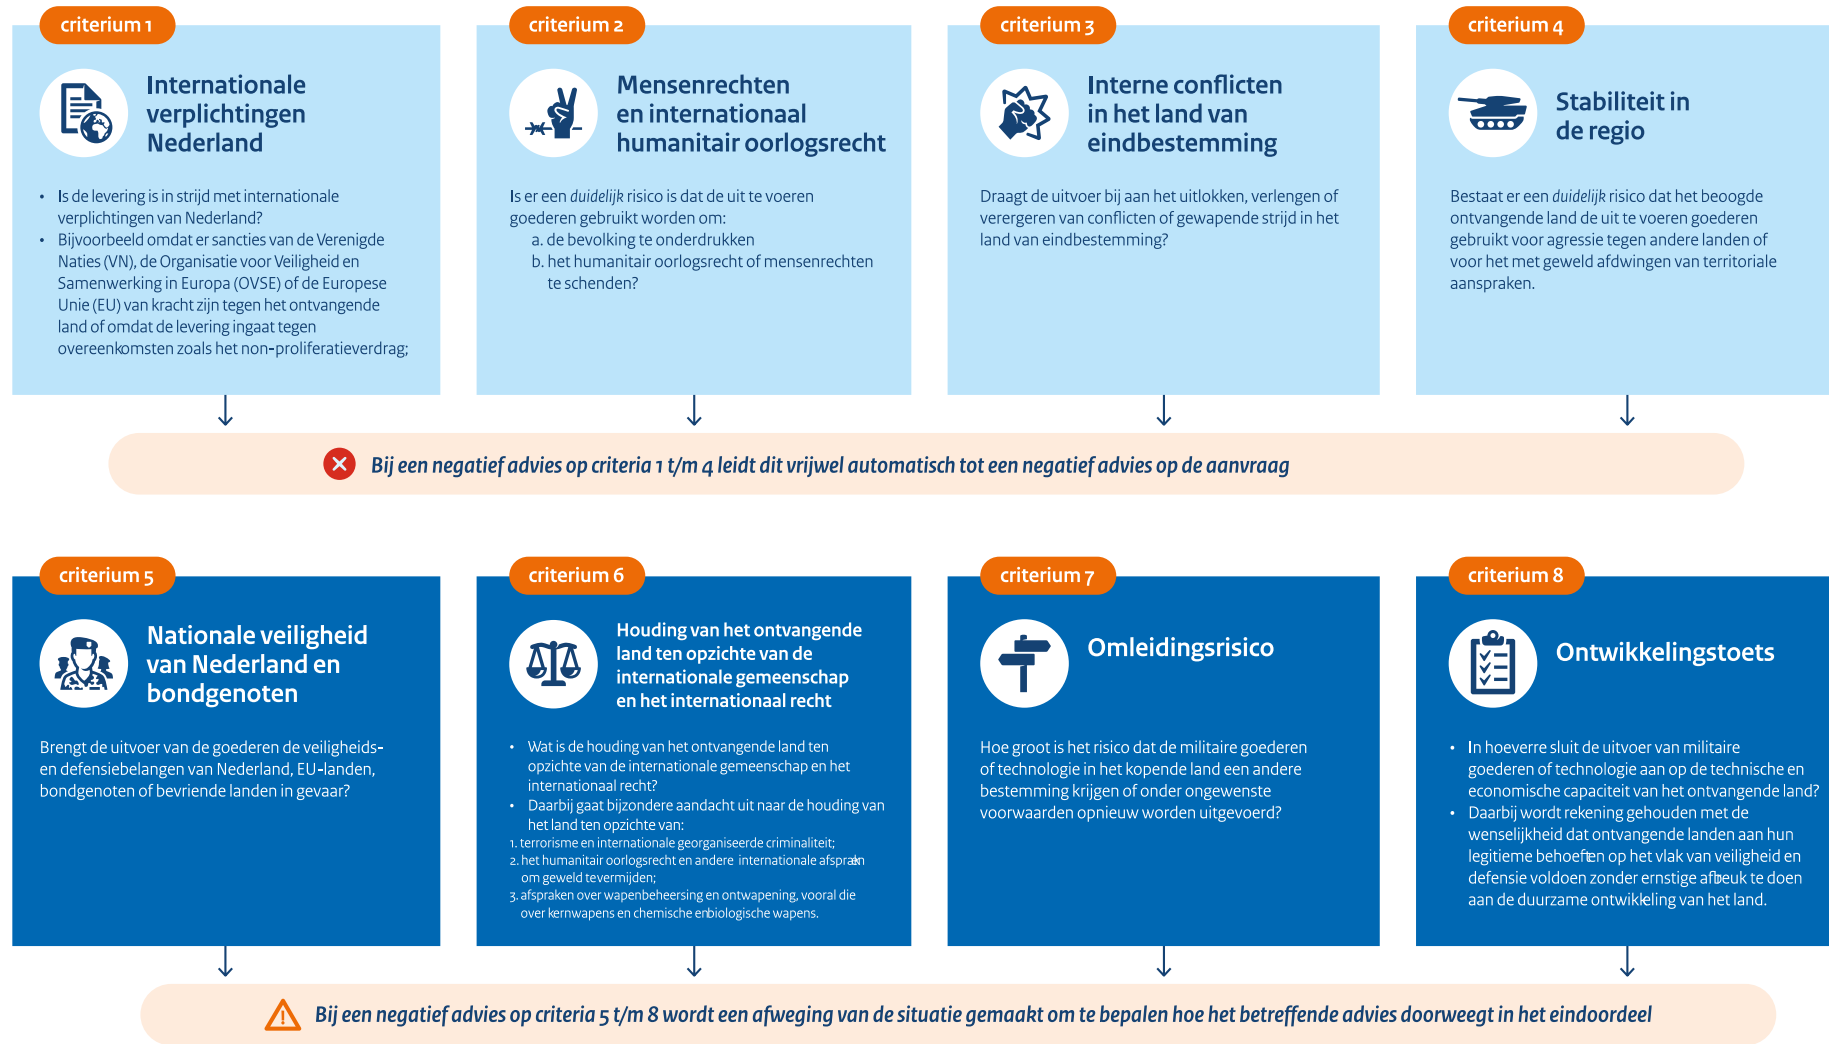 criterium 1
Internationale
verplichtingen
Nederland
• Is de levering is in strijd met internationale
verplichtingen van Nederland?
• Bijvoorbeeld omdat er sancties van de Verenigde
Naties (VN), de Organisatie voor Veiligheid en
Samenwerking in Europa (OVSE) of de Europese
Unie (EU) van kracht zijn tegen het ontvangende
land of omdat de levering ingaat tegen
overeenkomsten zoals het non-proliferatieverdrag;
criterium 2
Mensenrechten
en internationaal
humanitair oorlogsrecht
Is er een duidelijk risico is dat de uit te voeren
goederen gebruikt worden om:
a. de bevolking te onderdrukken
b. het humanitair oorlogsrecht of mensenrechten
te schenden?
criterium 3
Interne conflicten
in het land van
eindbestemming
Draagt de uitvoer bij aan het uitlokken, verlengen of
verergeren van conflicten of gewapende strijd in het
land van eindbestemming?
criterium 4
Stabiliteit in
de regio
Bestaat er een duidelijk risico dat het beoogde
ontvangende land de uit te voeren goederen
gebruikt voor agressie tegen andere landen of
voor het met geweld afdwingen van territoriale
aanspraken.
Bij een negatief advies op criteria 1 t/m 4 leidt dit vrijwel automatisch tot een negatief advies op de aanvraag
criterium 5
Nationale veiligheid
van Nederland en
bondgenoten
Brengt de uitvoer van de goederen de veiligheids-
en defensiebelangen van Nederland, EU-landen,
bondgenoten of bevriende landen in gevaar?
criterium 6
Houding van het ontvangende
land ten opzichte van de
internationale gemeenschap
en het internationaal recht
• Wat is de houding van het ontvangende land ten
opzichte van de internationale gemeenschap en het
internationaal recht?
• Daarbij gaat bijzondere aandacht uit naar de houding van
het land ten opzichte van:
1. terrorisme en internationale georganiseerde criminaliteit;
2. het humanitair oorlogsrecht en andere internationale afspraken
om geweld tevermijden;
3. afspraken over wapenbeheersing en ontwapening, vooral die
over kernwapens en chemische enbiologische wapens.
criterium 7
Omleidingsrisico
Hoe groot is het risico dat de militaire goederen
of technologie in het kopende land een andere
bestemming krijgen of onder ongewenste
voorwaarden opnieuw worden uitgevoerd?
criterium 8
Ontwikkelingstoets
• In hoeverre sluit de uitvoer van militaire
goederen of technologie aan op de technische en
economische capaciteit van het ontvangende land?
• Daarbij wordt rekening gehouden met de
wenselijkheid dat ontvangende landen aan hun
legitieme behoeften op het vlak van veiligheid en
defensie voldoen zonder ernstige afbreuk te doen
aan de duurzame ontwikkeling van het land.
Bij een negatief advies op criteria 5 t/m 8 wordt een afweging van de situatie gemaakt om te bepalen hoe het betreffende advies doorweegt in het eindoordeel